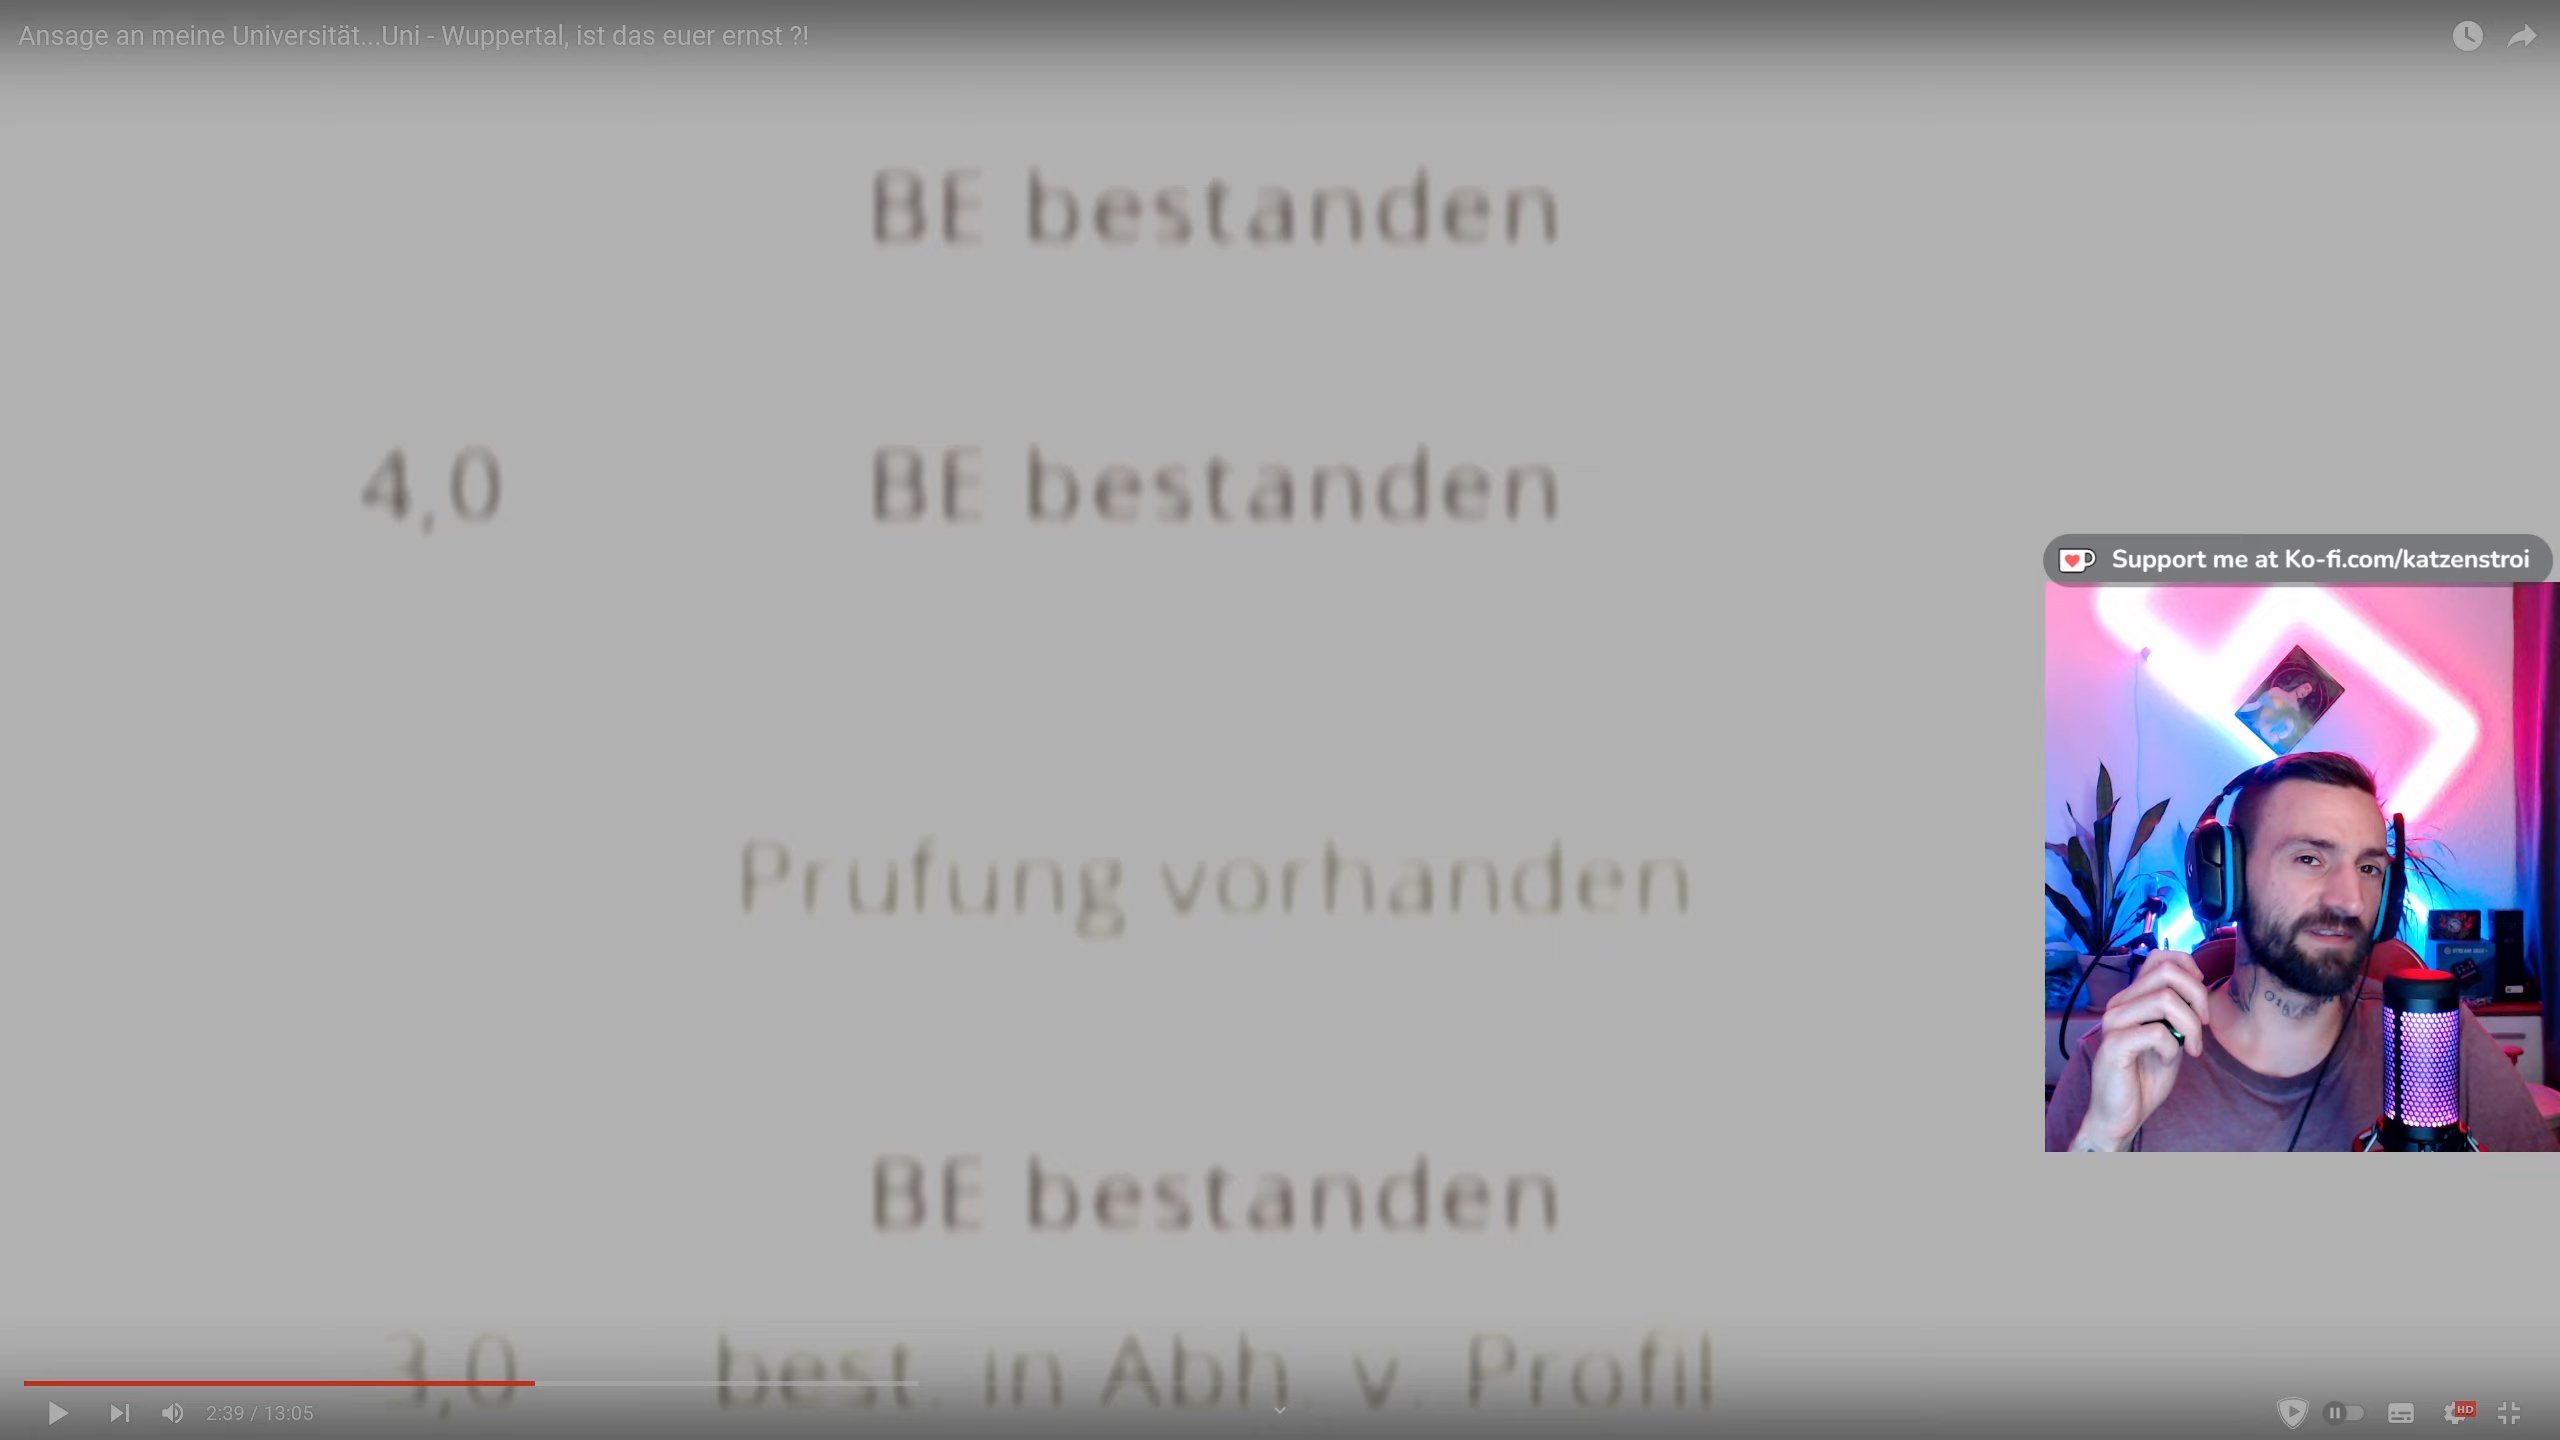 Ansage an meine Universität...Uni - Wuppertal, ist das euer ernst ?!
BE bestanden
4,0 BE bestanden
Support me at Ko-fi.com/katzenstroi
Prufung vorhanden
BE bestanden
3,0 best. in Abh. v. Profil
2:39 / 13:05
HD